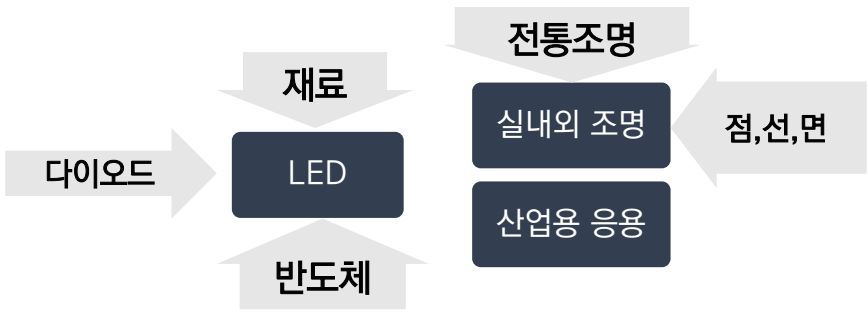 전통조명
재료
실내외 조명
점,선,면
다이오드
LED
산업용 응용
반도체